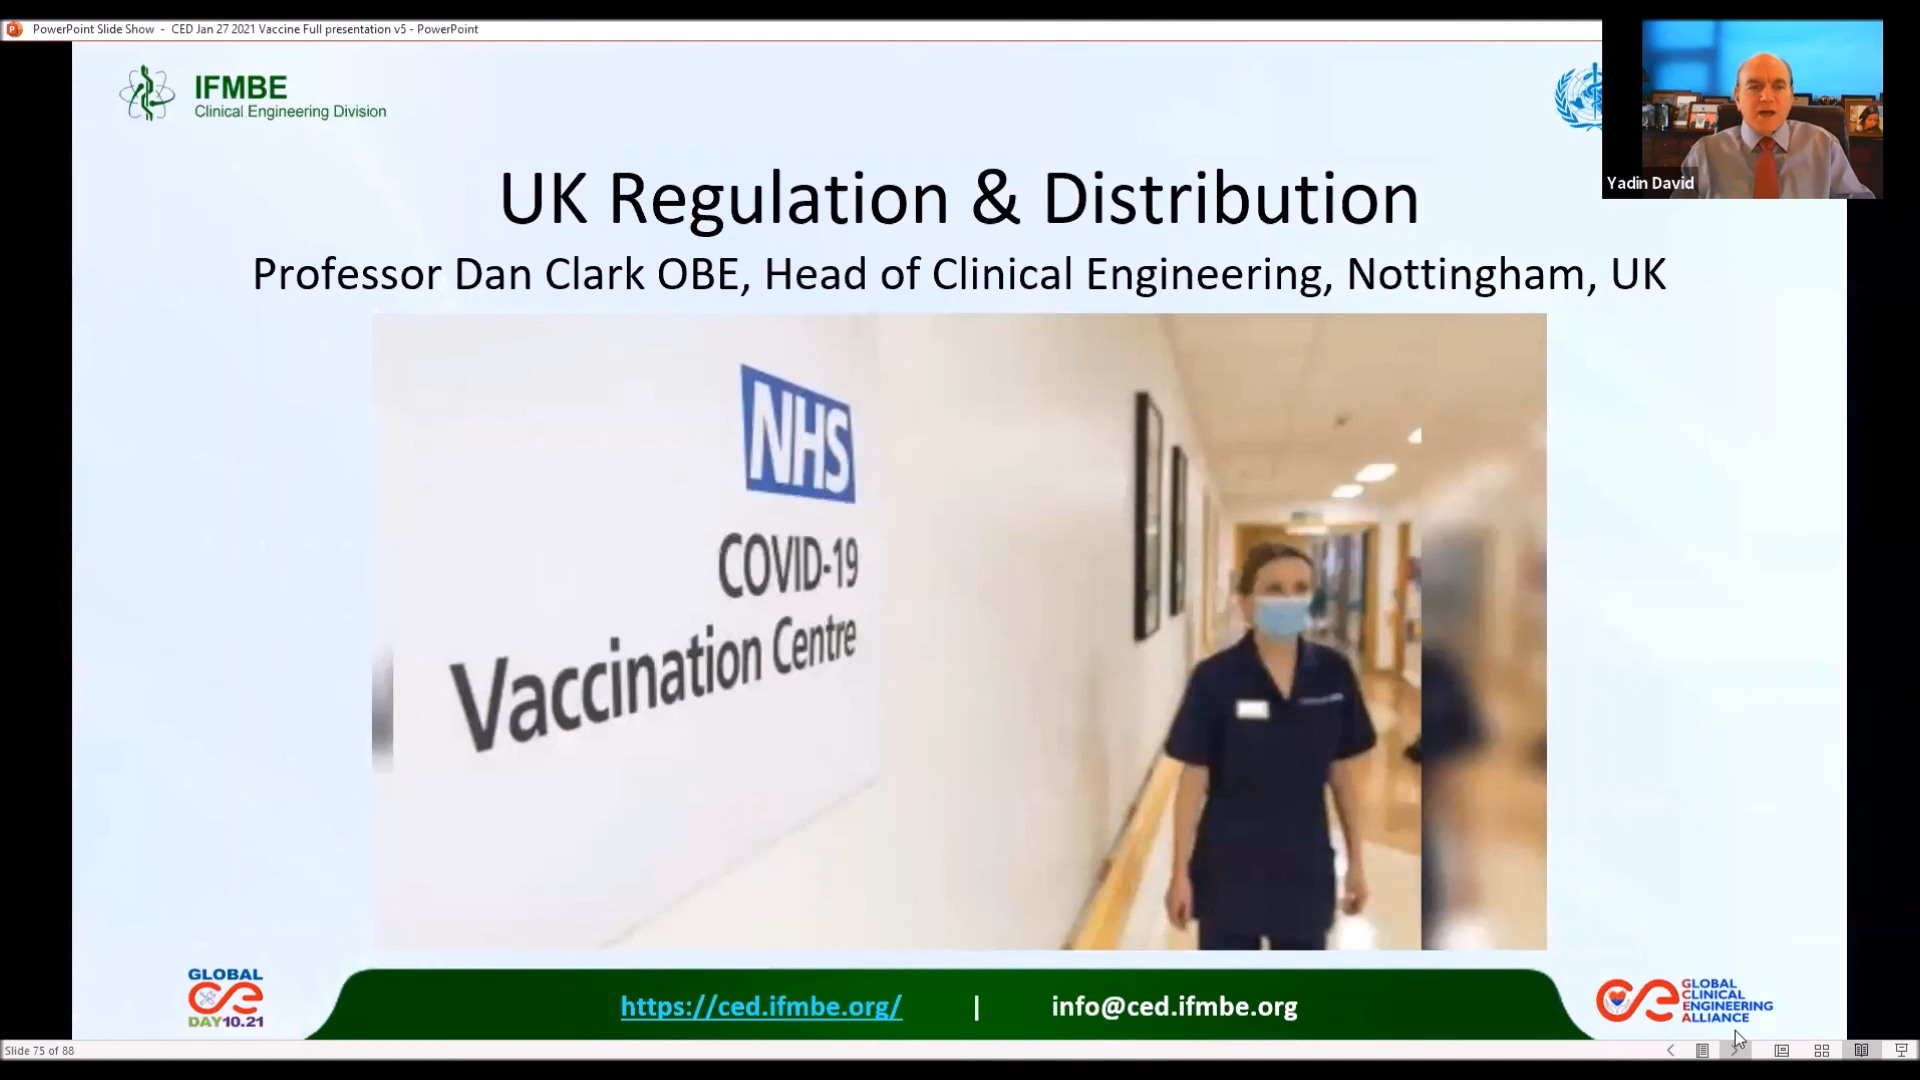 PowerPoint Slide Show - CED Jan 27 2021 Vaccine Full presentation v5 - PowerPoint
IFMBE
Clinical Engineering Division
Yadin David
UK Regulation & Distribution
Professor Dan Clark OBE, Head of Clinical Engineering, Nottingham, UK
NHS
COVID-19
Vaccination Centre
GLOBAL
CE
DAY10.21
https://ced.ifmbe.org/ | info@ced.ifmbe.org
GLOBAL
CLINICAL
ENGINEERING
ALLIANCE
Slide 75 of 88